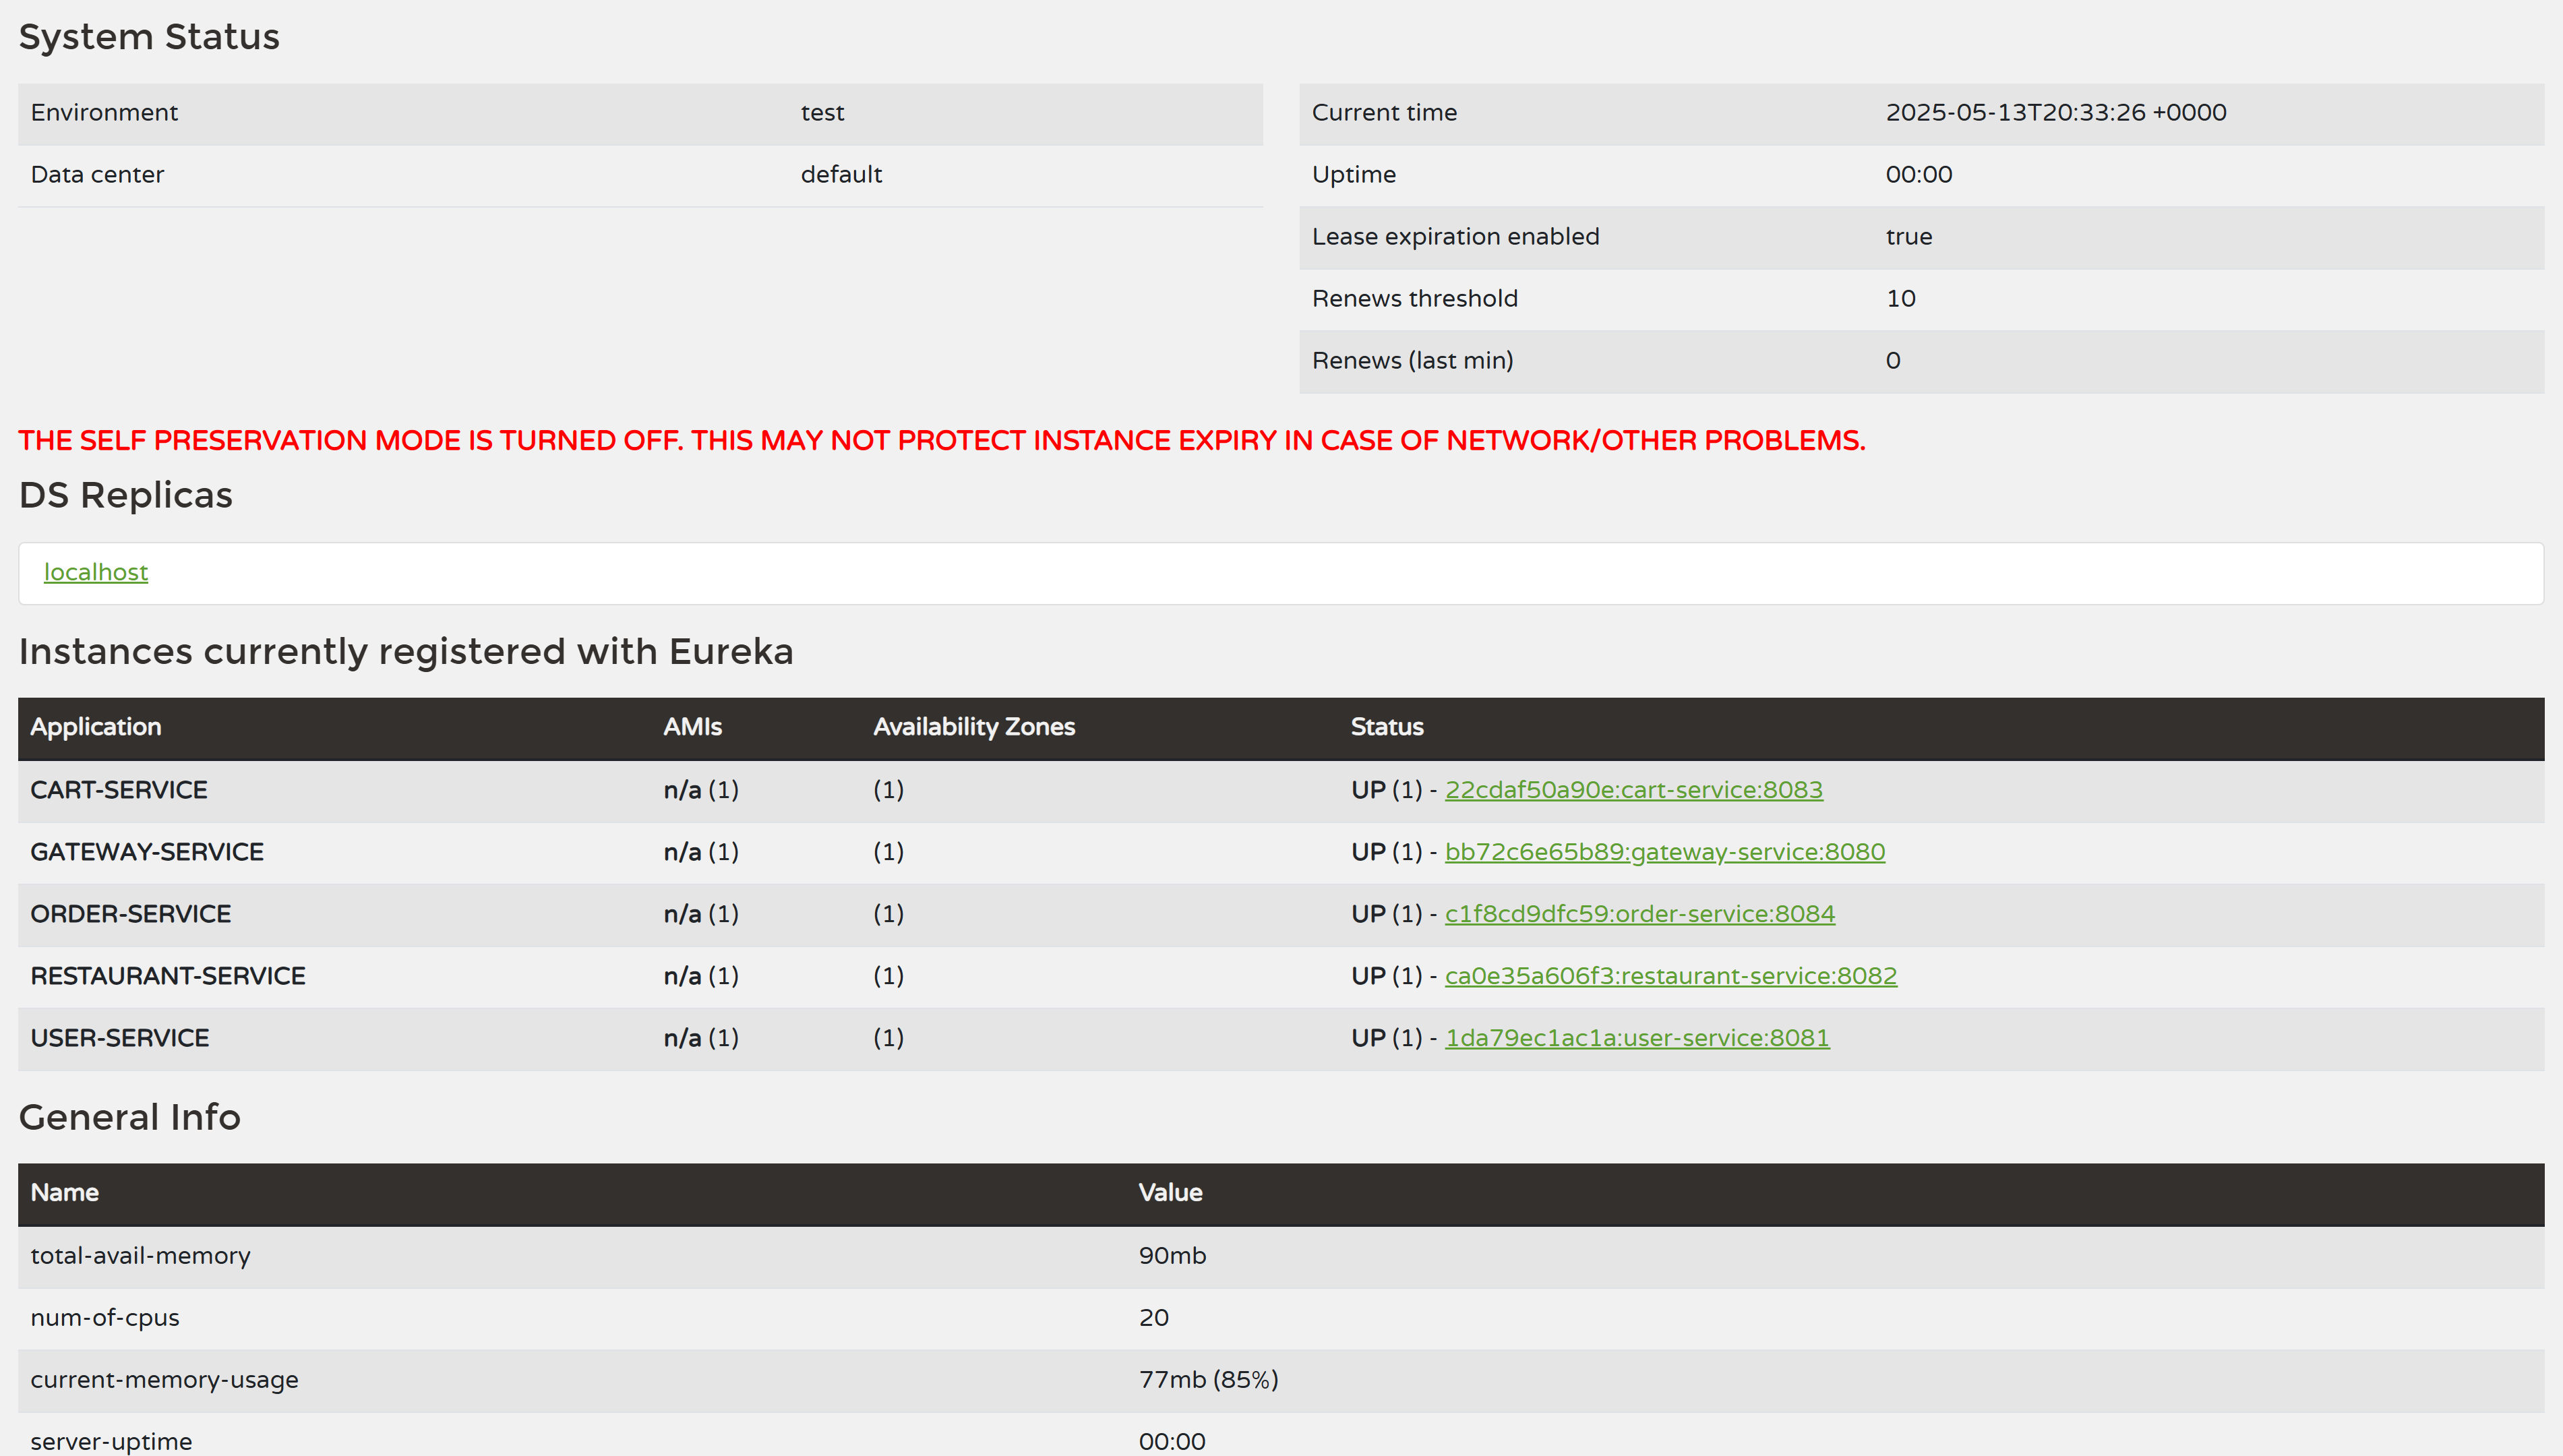 System Status
Environment test
Data center default
Current time 2025-05-13T20:33:26 +0000
Uptime 00:00
Lease expiration enabled true
Renews threshold 10
Renews (last min) 0
THE SELF PRESERVATION MODE IS TURNED OFF. THIS MAY NOT PROTECT INSTANCE EXPIRY IN CASE OF NETWORK/OTHER PROBLEMS.
DS Replicas
localhost
Instances currently registered with Eureka
Application AMIs Availability Zones Status
CART-SERVICE n/a (1) (1) UP (1) - 22cdaf50a90e:cart-service:8083
GATEWAY-SERVICE n/a (1) (1) UP (1) - bb72c6e65b89:gateway-service:8080
ORDER-SERVICE n/a (1) (1) UP (1) - c1f8cd9dfc59:order-service:8084
RESTAURANT-SERVICE n/a (1) (1) UP (1) - ca0e35a606f3:restaurant-service:8082
USER-SERVICE n/a (1) (1) UP (1) - 1da79ec1ac1a:user-service:8081
General Info
Name Value
total-avail-memory 90mb
num-of-cpus 20
current-memory-usage 77mb (85%)
server-uptime 00:00